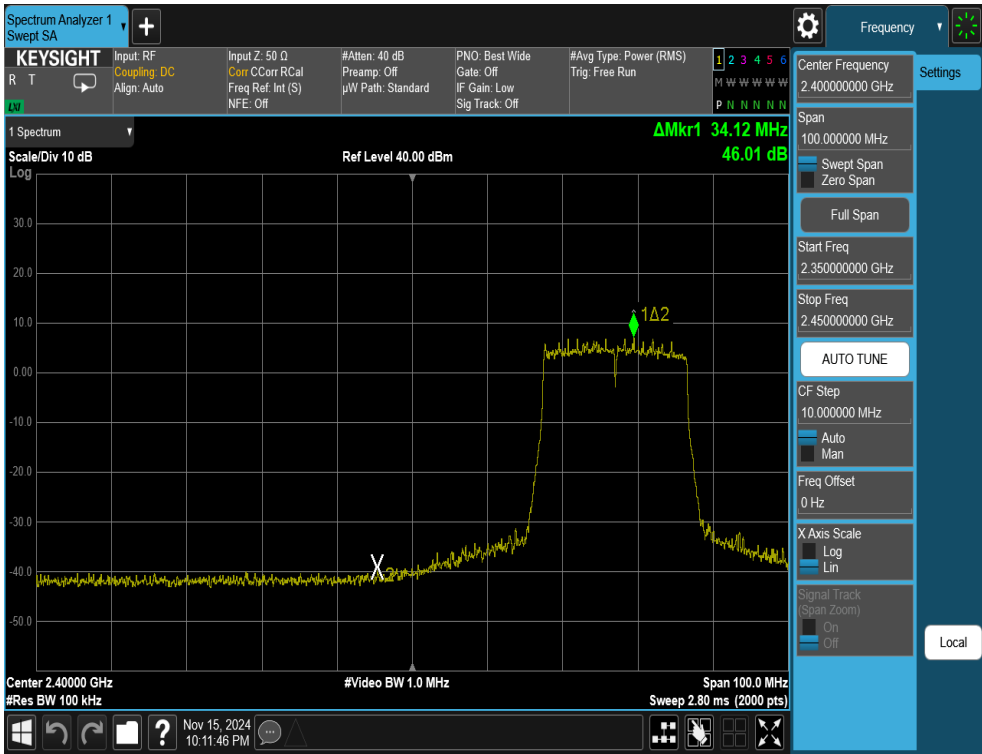 Spectrum Analyzer 1
Swept SA
+
Frequency
KEYSIGHT
R T
LXI
Input: RF
Coupling: DC
Align: Auto
Input Z: 50 Ω
Corr CCorr RCal
Freq Ref: Int (S)
NFE: Off
#Atten: 40 dB
Preamp: Off
µW Path: Standard
PNO: Best Wide
Gate: Off
IF Gain: Low
Sig Track: Off
#Avg Type: Power (RMS)
Trig: Free Run
1 2 3 4 5 6
M W W W W W
P N N N N N
1 Spectrum
Scale/Div 10 dB
Log
Ref Level 40.00 dBm
ΔMkr1 34.12 MHz
46.01 dB
30.0
20.0
10.0
0.00
-10.0
-20.0
-30.0
-40.0
-50.0
1Δ2
X2
Center 2.40000 GHz
#Res BW 100 kHz
#Video BW 1.0 MHz
Span 100.0 MHz
Sweep 2.80 ms (2000 pts)
Center Frequency
2.400000000 GHz
Settings
Span
100.000000 MHz
Swept Span
Zero Span
Full Span
Start Freq
2.350000000 GHz
Stop Freq
2.450000000 GHz
AUTO TUNE
CF Step
10.000000 MHz
Auto
Man
Freq Offset
0 Hz
X Axis Scale
Log
Lin
Signal Track
(Span Zoom)
On
Off
Local
?
Nov 15, 2024
10:11:46 PM